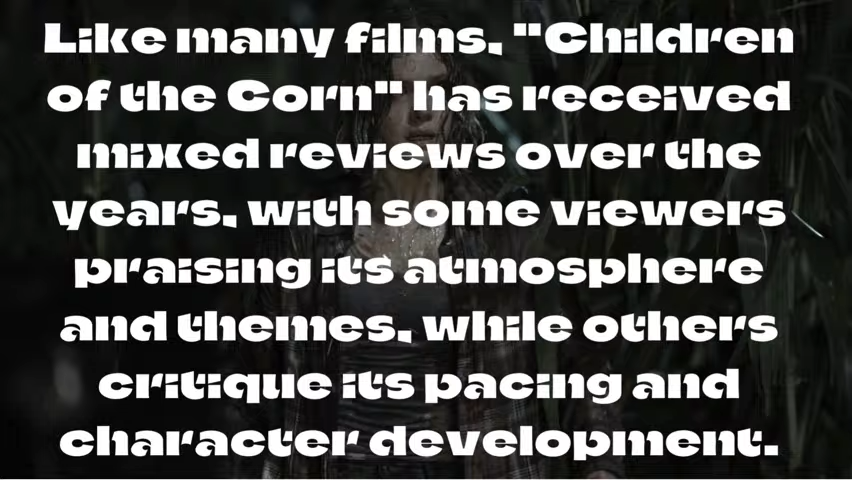 Like many films, "Children
of the Corn" has received
mixed reviews over the
years, with some viewers
praising its atmosphere
and themes, while others
critique its pacing and
character development.